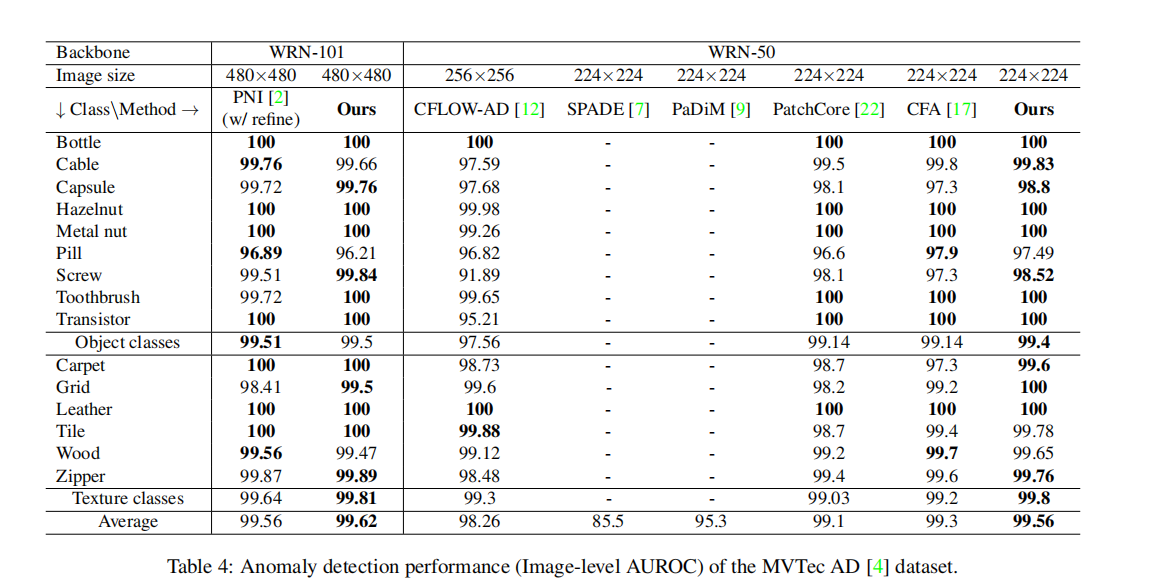 Backbone WRN-101 WRN-50
Image size 480×480 480×480 256×256 224×224 224×224 224×224 224×224 224×224
↓ Class\Method → PNI [2] (w/ refine) Ours CFLOW-AD [12] SPADE [7] PaDiM [9] PatchCore [22] CFA [17] Ours
Bottle 100 100 100 - - 100 100 100
Cable 99.76 99.66 97.59 - - 99.5 99.8 99.83
Capsule 99.72 99.76 97.68 - - 98.1 97.3 98.8
Hazelnut 100 100 99.98 - - 100 100 100
Metal nut 100 100 99.26 - - 100 100 100
Pill 96.89 96.21 96.82 - - 96.6 97.9 97.49
Screw 99.51 99.84 91.89 - - 98.1 97.3 98.52
Toothbrush 99.72 100 99.65 - - 100 100 100
Transistor 100 100 95.21 - - 100 100 100
Object classes 99.51 99.5 97.56 - - 99.14 99.14 99.4
Carpet 100 100 98.73 - - 98.7 97.3 99.6
Grid 98.41 99.5 99.6 - - 98.2 99.2 100
Leather 100 100 100 - - 100 100 100
Tile 100 100 99.88 - - 98.7 99.4 99.78
Wood 99.56 99.47 99.12 - - 99.2 99.7 99.65
Zipper 99.87 99.89 98.48 - - 99.4 99.6 99.76
Texture classes 99.64 99.81 99.3 - - 99.03 99.2 99.8
Average 99.56 99.62 98.26 85.5 95.3 99.1 99.3 99.56
Table 4: Anomaly detection performance (Image-level AUROC) of the MVTec AD [4] dataset.